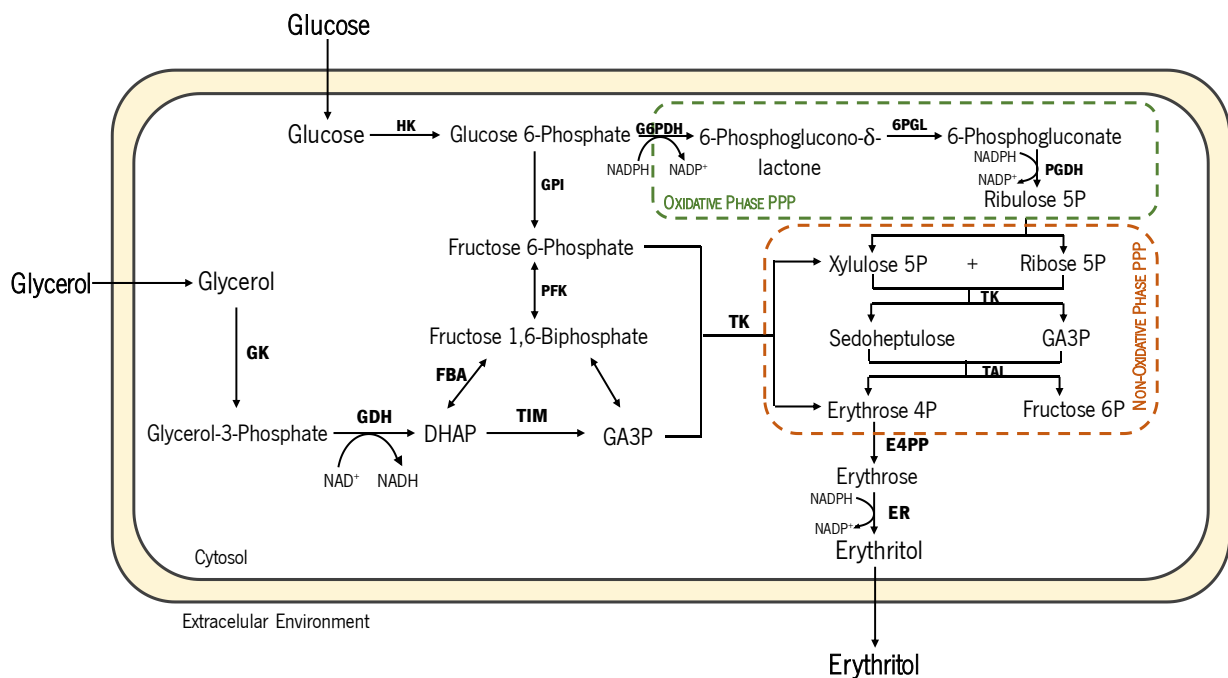 Glucose
Glucose
HK
Glucose 6-Phosphate
G6PDH
NADPH
NADP⁺
6-Phosphoglucono-δ-
lactone
6PGL
6-Phosphogluconate
NADPH
NADP⁺
PGDH
Ribulose 5P
OXIDATIVE PHASE PPP
GPI
Fructose 6-Phosphate
PFK
Fructose 1,6-Biphosphate
Glycerol
Glycerol
GK
Glycerol-3-Phosphate
GDH
NAD⁺
NADH
DHAP
FBA
TIM
GA3P
TK
Xylulose 5P
+
Ribose 5P
TK
Sedoheptulose
GA3P
TAL
Erythrose 4P
Fructose 6P
NON-OXIDATIVE PHASE PPP
E4PP
Erythrose
NADPH
NADP⁺
ER
Erythritol
Cytosol
Extracelular Environment
Erythritol